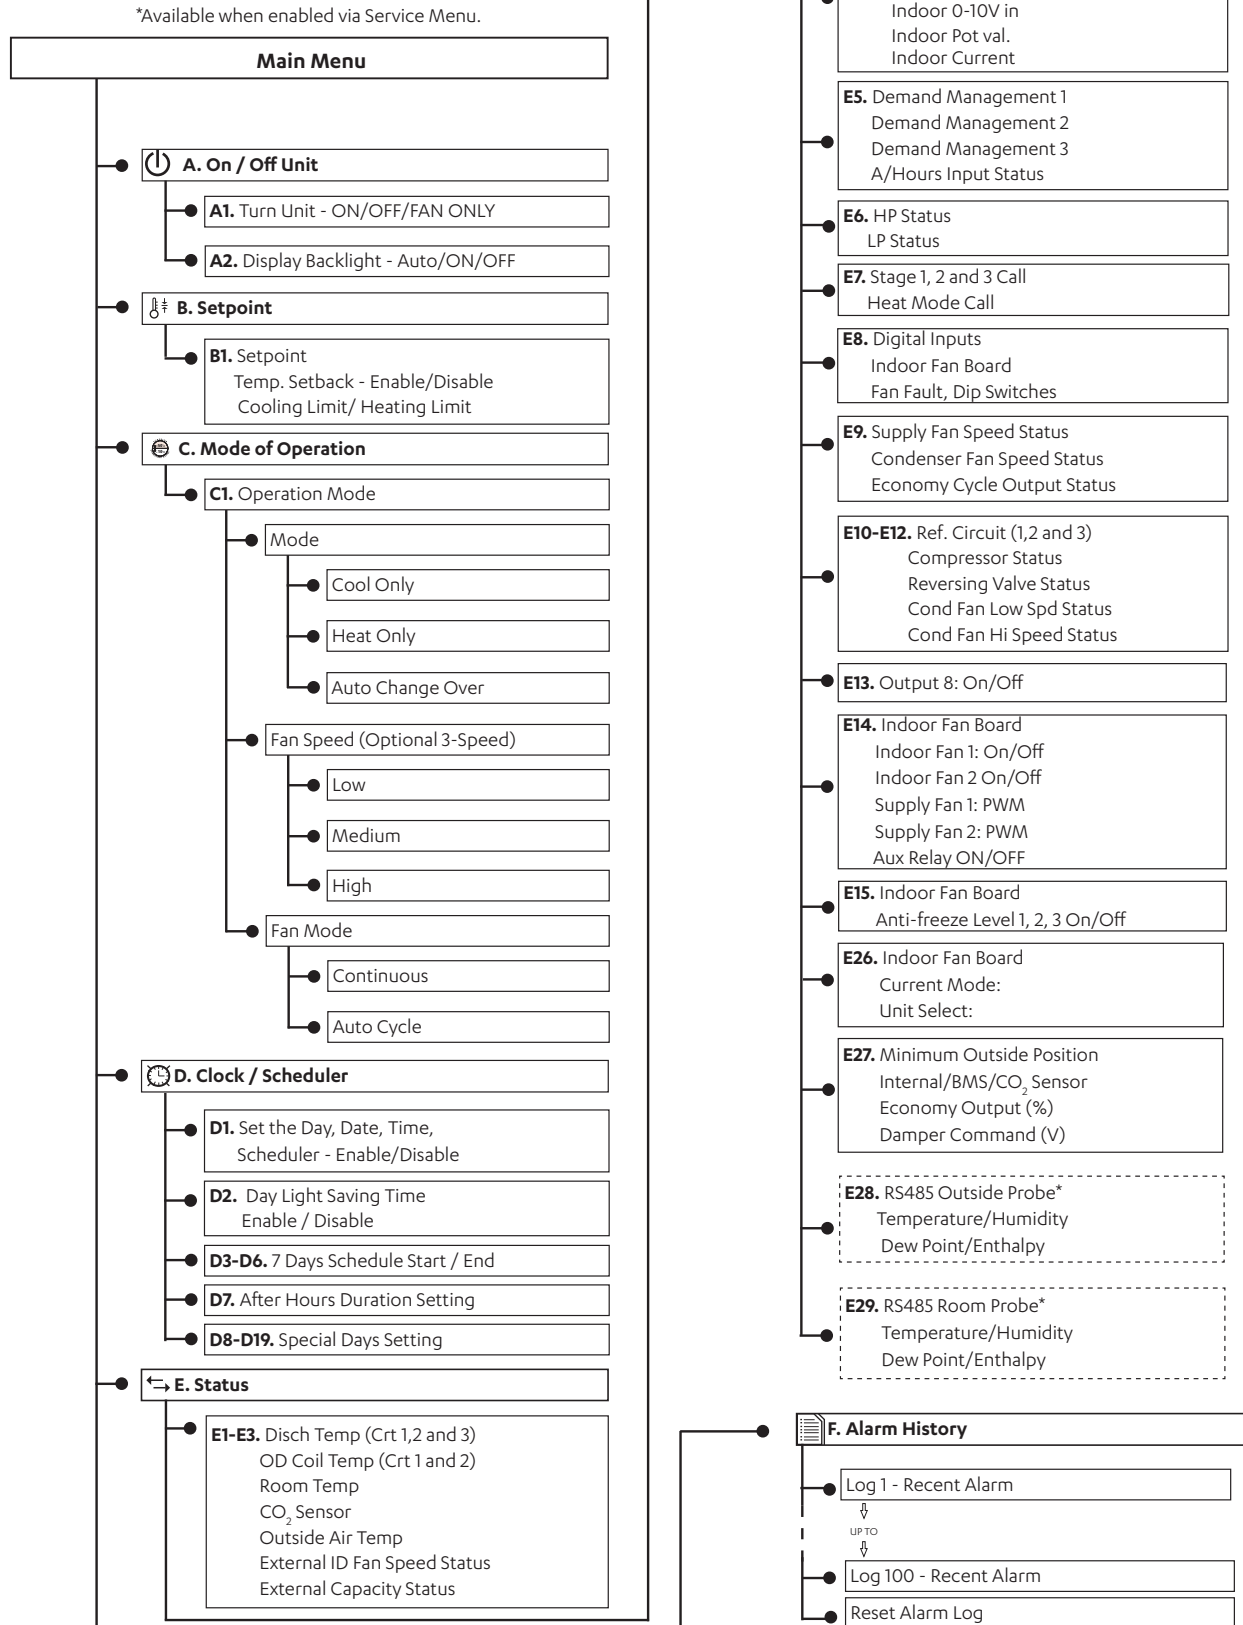 *Available when enabled via Service Menu.
Main Menu
A. On / Off Unit
A1. Turn Unit - ON/OFF/FAN ONLY
A2. Display Backlight - Auto/ON/OFF
B. Setpoint
B1. Setpoint
Temp. Setback - Enable/Disable
Cooling Limit/ Heating Limit
C. Mode of Operation
C1. Operation Mode
Mode
Cool Only
Heat Only
Auto Change Over
Fan Speed (Optional 3-Speed)
Low
Medium
High
Fan Mode
Continuous
Auto Cycle
D. Clock / Scheduler
D1. Set the Day, Date, Time,
Scheduler - Enable/Disable
D2. Day Light Saving Time
Enable / Disable
D3-D6. 7 Days Schedule Start / End
D7. After Hours Duration Setting
D8-D19. Special Days Setting
E. Status
E1-E3. Disch Temp (Crt 1,2 and 3)
OD Coil Temp (Crt 1 and 2)
Room Temp
CO2 Sensor
Outside Air Temp
External ID Fan Speed Status
External Capacity Status
Indoor 0-10V in
Indoor Pot val.
Indoor Current
E5. Demand Management 1
Demand Management 2
Demand Management 3
A/Hours Input Status
E6. HP Status
LP Status
E7. Stage 1, 2 and 3 Call
Heat Mode Call
E8. Digital Inputs
Indoor Fan Board
Fan Fault, Dip Switches
E9. Supply Fan Speed Status
Condenser Fan Speed Status
Economy Cycle Output Status
E10-E12. Ref. Circuit (1,2 and 3)
Compressor Status
Reversing Valve Status
Cond Fan Low Spd Status
Cond Fan Hi Speed Status
E13. Output 8: On/Off
E14. Indoor Fan Board
Indoor Fan 1: On/Off
Indoor Fan 2 On/Off
Supply Fan 1: PWM
Supply Fan 2: PWM
Aux Relay ON/OFF
E15. Indoor Fan Board
Anti-freeze Level 1, 2, 3 On/Off
E26. Indoor Fan Board
Current Mode:
Unit Select:
E27. Minimum Outside Position
Internal/BMS/CO2 Sensor
Economy Output (%)
Damper Command (V)
E28. RS485 Outside Probe*
Temperature/Humidity
Dew Point/Enthalpy
E29. RS485 Room Probe*
Temperature/Humidity
Dew Point/Enthalpy
F. Alarm History
Log 1 - Recent Alarm
UP TO
Log 100 - Recent Alarm
Reset Alarm Log